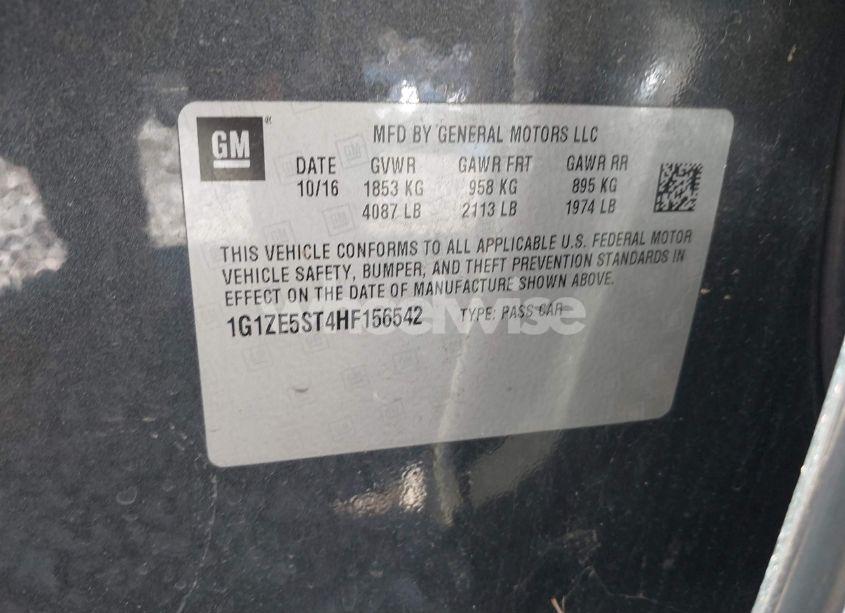 GM ® MFD BY GENERAL MOTORS LLC
DATE GVWR GAWR FRT GAWR RR
10/16 1853 KG 958 KG 895 KG
4087 LB 2113 LB 1974 LB
THIS VEHICLE CONFORMS TO ALL APPLICABLE U.S. FEDERAL MOTOR
VEHICLE SAFETY, BUMPER, AND THEFT PREVENTION STANDARDS IN
EFFECT ON THE DATE OF MANUFACTURE SHOWN ABOVE.
1G1ZE5ST4HF156542 TYPE: PASS CAR